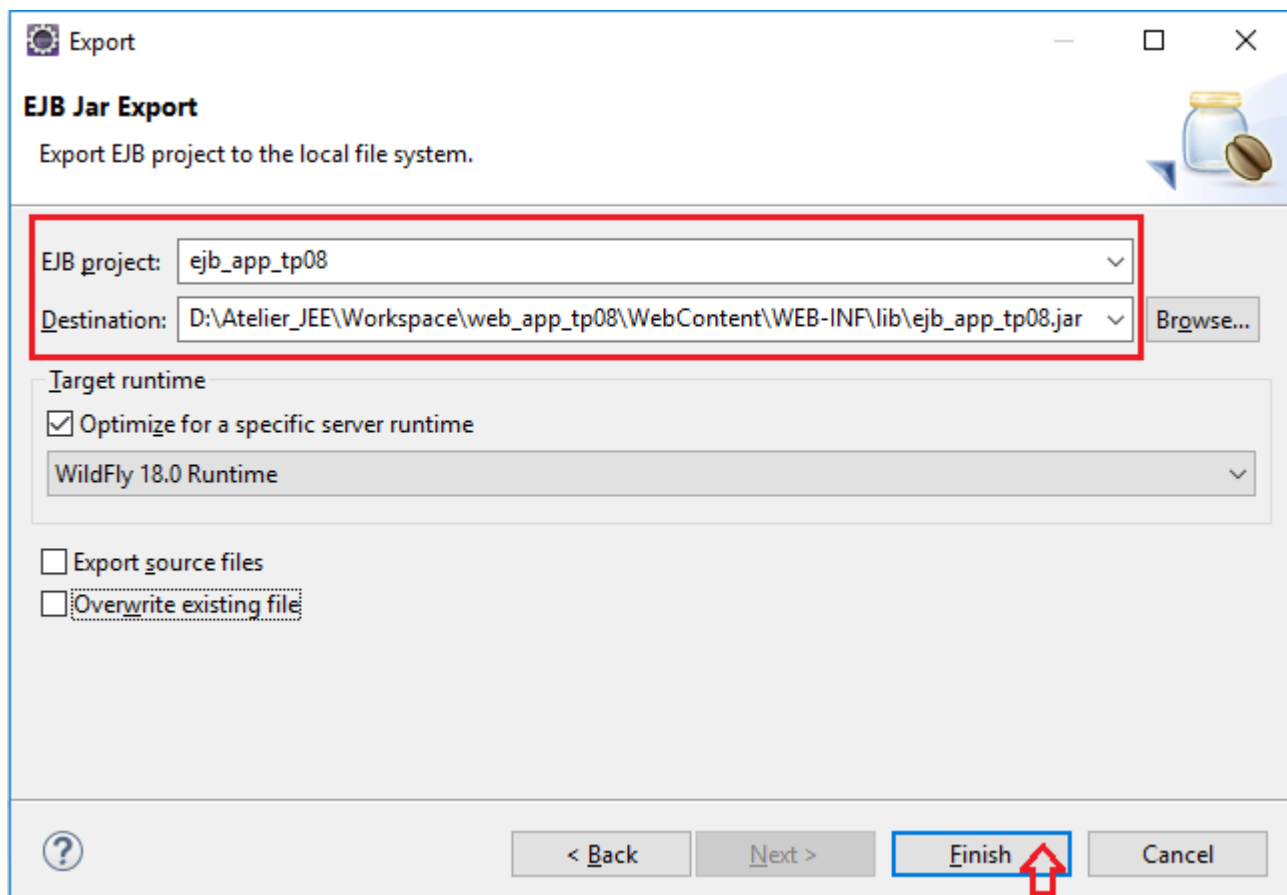 Export
EJB Jar Export
Export EJB project to the local file system.
EJB project: ejb_app_tp08
Destination: D:\Atelier_JEE\Workspace\web_app_tp08\WebContent\WEB-INF\lib\ejb_app_tp08.jar Browse...
Target runtime
Optimize for a specific server runtime
WildFly 18.0 Runtime
Export source files
Overwrite existing file
? < Back Next > Finish Cancel